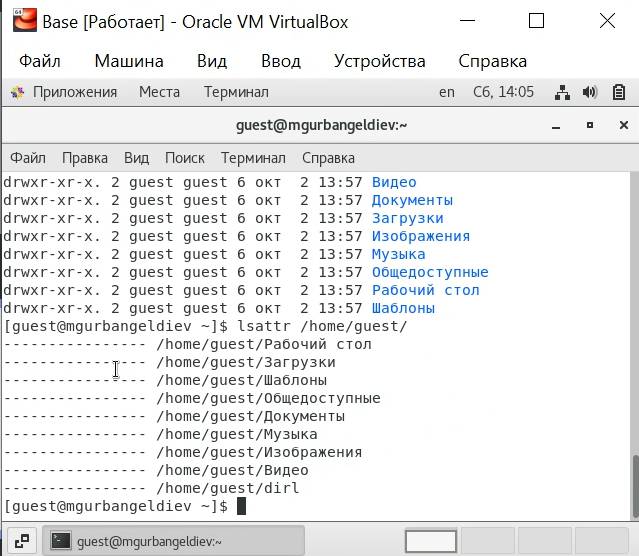 64
Base [Работает] - Oracle VM VirtualBox
Файл Машина Вид Ввод Устройства Справка
Приложения Места Терминал en Сб, 14:05
guest@mgurbangeldiev:~
Файл Правка Вид Поиск Терминал Справка
drwxr-xr-x. 2 guest guest 6 окт  2 13:57 Видео
drwxr-xr-x. 2 guest guest 6 окт  2 13:57 Документы
drwxr-xr-x. 2 guest guest 6 окт  2 13:57 Загрузки
drwxr-xr-x. 2 guest guest 6 окт  2 13:57 Изображения
drwxr-xr-x. 2 guest guest 6 окт  2 13:57 Музыка
drwxr-xr-x. 2 guest guest 6 окт  2 13:57 Общедоступные
drwxr-xr-x. 2 guest guest 6 окт  2 13:57 Рабочий стол
drwxr-xr-x. 2 guest guest 6 окт  2 13:57 Шаблоны
[guest@mgurbangeldiev ~]$ lsattr /home/guest/
---------------- /home/guest/Рабочий стол
---------------- /home/guest/Загрузки
---------------- /home/guest/Шаблоны
---------------- /home/guest/Общедоступные
---------------- /home/guest/Документы
---------------- /home/guest/Музыка
---------------- /home/guest/Изображения
---------------- /home/guest/Видео
---------------- /home/guest/dirl
[guest@mgurbangeldiev ~]$
guest@mgurbangeldiev:~